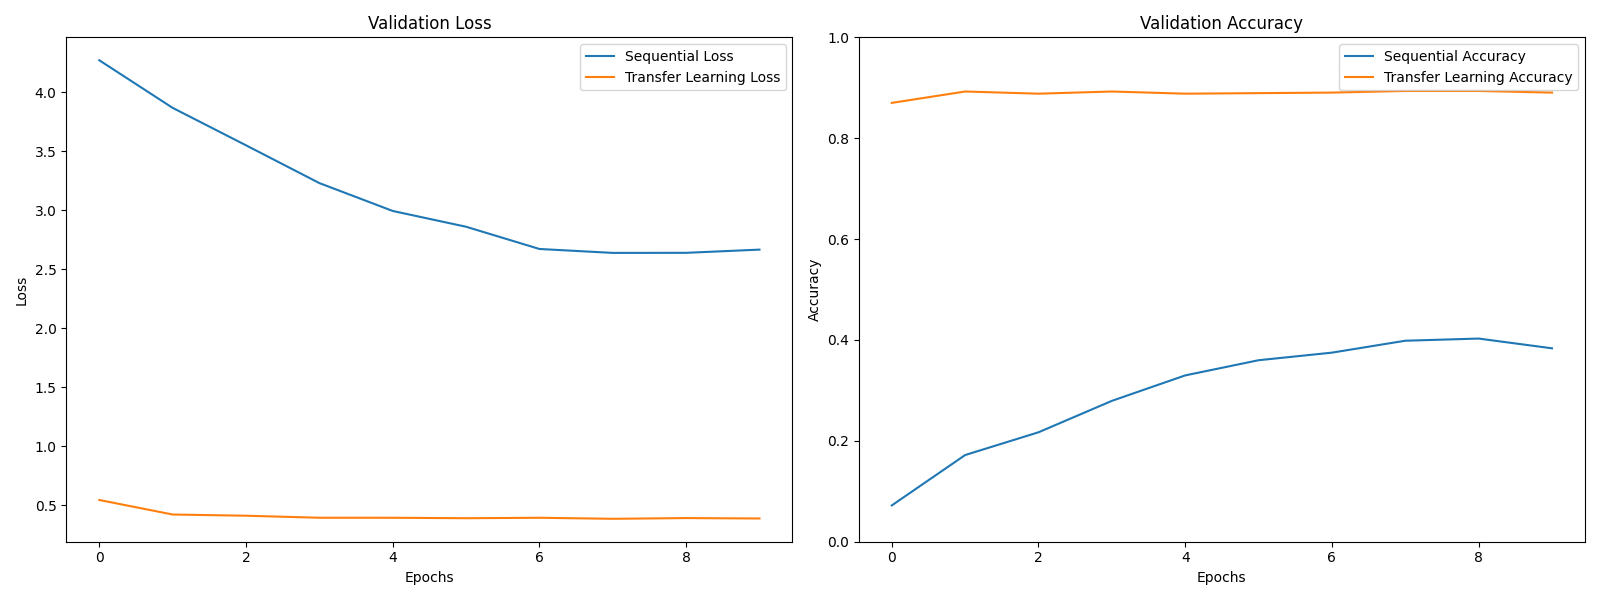 Validation Loss
Sequential Loss
Transfer Learning Loss
4.0
3.5
3.0
2.5
2.0
1.5
1.0
0.5
Loss
0 2 4 6 8
Epochs
Validation Accuracy
Sequential Accuracy
Transfer Learning Accuracy
1.0
0.8
0.6
0.4
0.2
0.0
Accuracy
0 2 4 6 8
Epochs